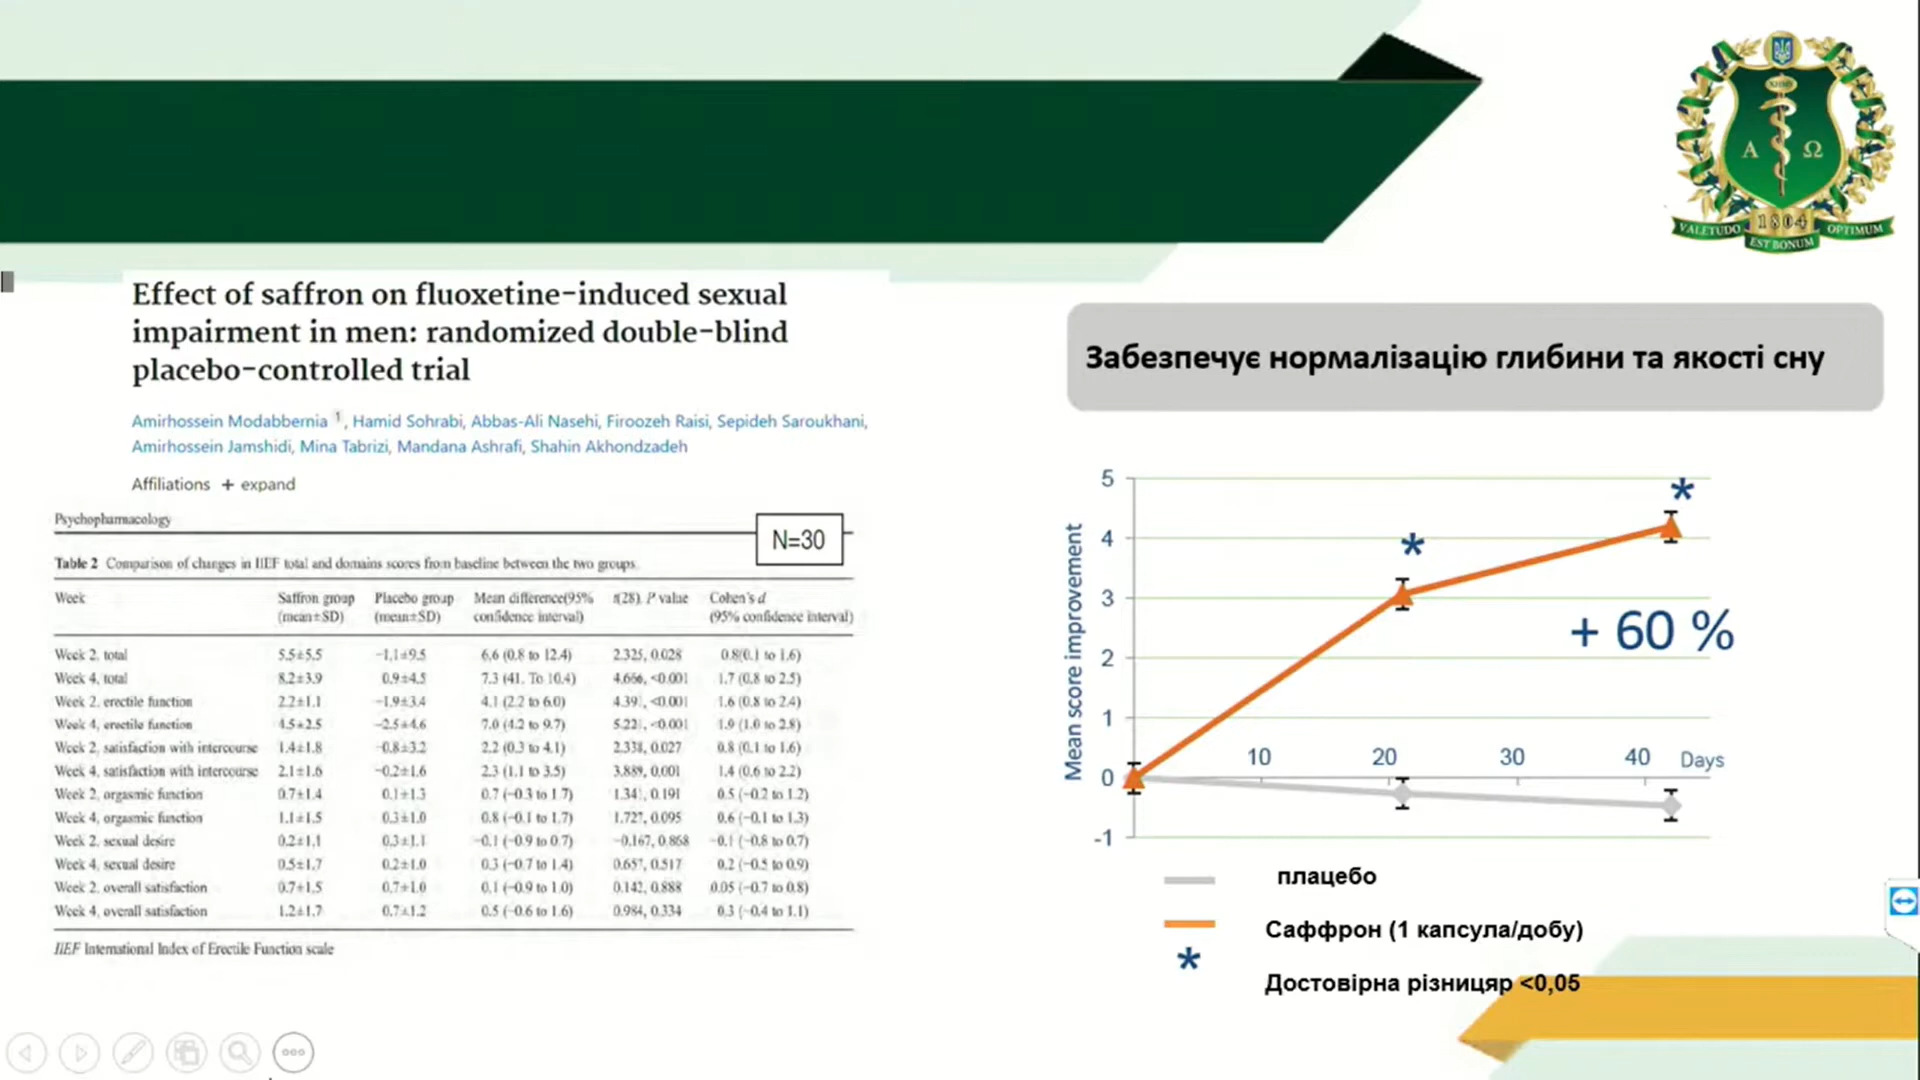 ХНМУ
Α Ω
1804
VALETUDO EST BONUM OPTIMUM
Effect of saffron on fluoxetine-induced sexual
impairment in men: randomized double-blind
placebo-controlled trial
Amirhossein Modabbernia 1, Hamid Sohrabi, Abbas-Ali Nasehi, Firoozeh Raisi, Sepideh Saroukhani,
Amirhossein Jamshidi, Mina Tabrizi, Mandana Ashrafi, Shahin Akhondzadeh
Affiliations + expand
Psychopharmacology
N=30
Table 2 Comparison of changes in IIEF total and domains scores from baseline between the two groups
Week Saffron group Placebo group Mean difference(95% t(28), P value Cohen's d
(mean±SD) (mean±SD) confidence interval) (95% confidence interval)
Week 2, total 5.5±5.5 −1.1±9.5 6.6 (0.8 to 12.4) 2.325, 0.028 0.8(0.1 to 1.6)
Week 4, total 8.2±3.9 0.9±4.5 7.3 (41. To 10.4) 4.666, <0.001 1.7 (0.8 to 2.5)
Week 2, erectile function 2.2±1.1 −1.9±3.4 4.1 (2.2 to 6.0) 4.391, <0.001 1.6 (0.8 to 2.4)
Week 4, erectile function 4.5±2.5 −2.5±4.6 7.0 (4.2 to 9.7) 5.221, <0.001 1.9 (1.0 to 2.8)
Week 2, satisfaction with intercourse 1.4±1.8 −0.8±3.2 2.2 (0.3 to 4.1) 2.338, 0.027 0.8 (0.1 to 1.6)
Week 4, satisfaction with intercourse 2.1±1.6 −0.2±1.6 2.3 (1.1 to 3.5) 3.889, 0.001 1.4 (0.6 to 2.2)
Week 2, orgasmic function 0.7±1.4 0.1±1.3 0.7 (−0.3 to 1.7) 1.341, 0.191 0.5 (−0.2 to 1.2)
Week 4, orgasmic function 1.1±1.5 0.3±1.0 0.8 (−0.1 to 1.7) 1.727, 0.095 0.6 (−0.1 to 1.3)
Week 2, sexual desire 0.2±1.1 0.3±1.1 −0.1 (−0.9 to 0.7) −0.167, 0.868 −0.1 (−0.8 to 0.7)
Week 4, sexual desire 0.5±1.7 0.2±1.0 0.3 (−0.7 to 1.4) 0.657, 0.517 0.2 (−0.5 to 0.9)
Week 2, overall satisfaction 0.7±1.5 0.7±1.0 0.1 (−0.9 to 1.0) 0.142, 0.888 0.05 (−0.7 to 0.8)
Week 4, overall satisfaction 1.2±1.7 0.7±1.2 0.5 (−0.6 to 1.6) 0.984, 0.334 0.3 (−0.4 to 1.1)
IIEF International Index of Erectile Function scale
Забезпечує нормалізацію глибини та якості сну
Mean score improvement
5
4
3
2
1
0
-1
10 20 30 40 Days
*
*
+ 60 %
плацебо
Саффрон (1 капсула/добу)
* Достовірна різницяр <0,05